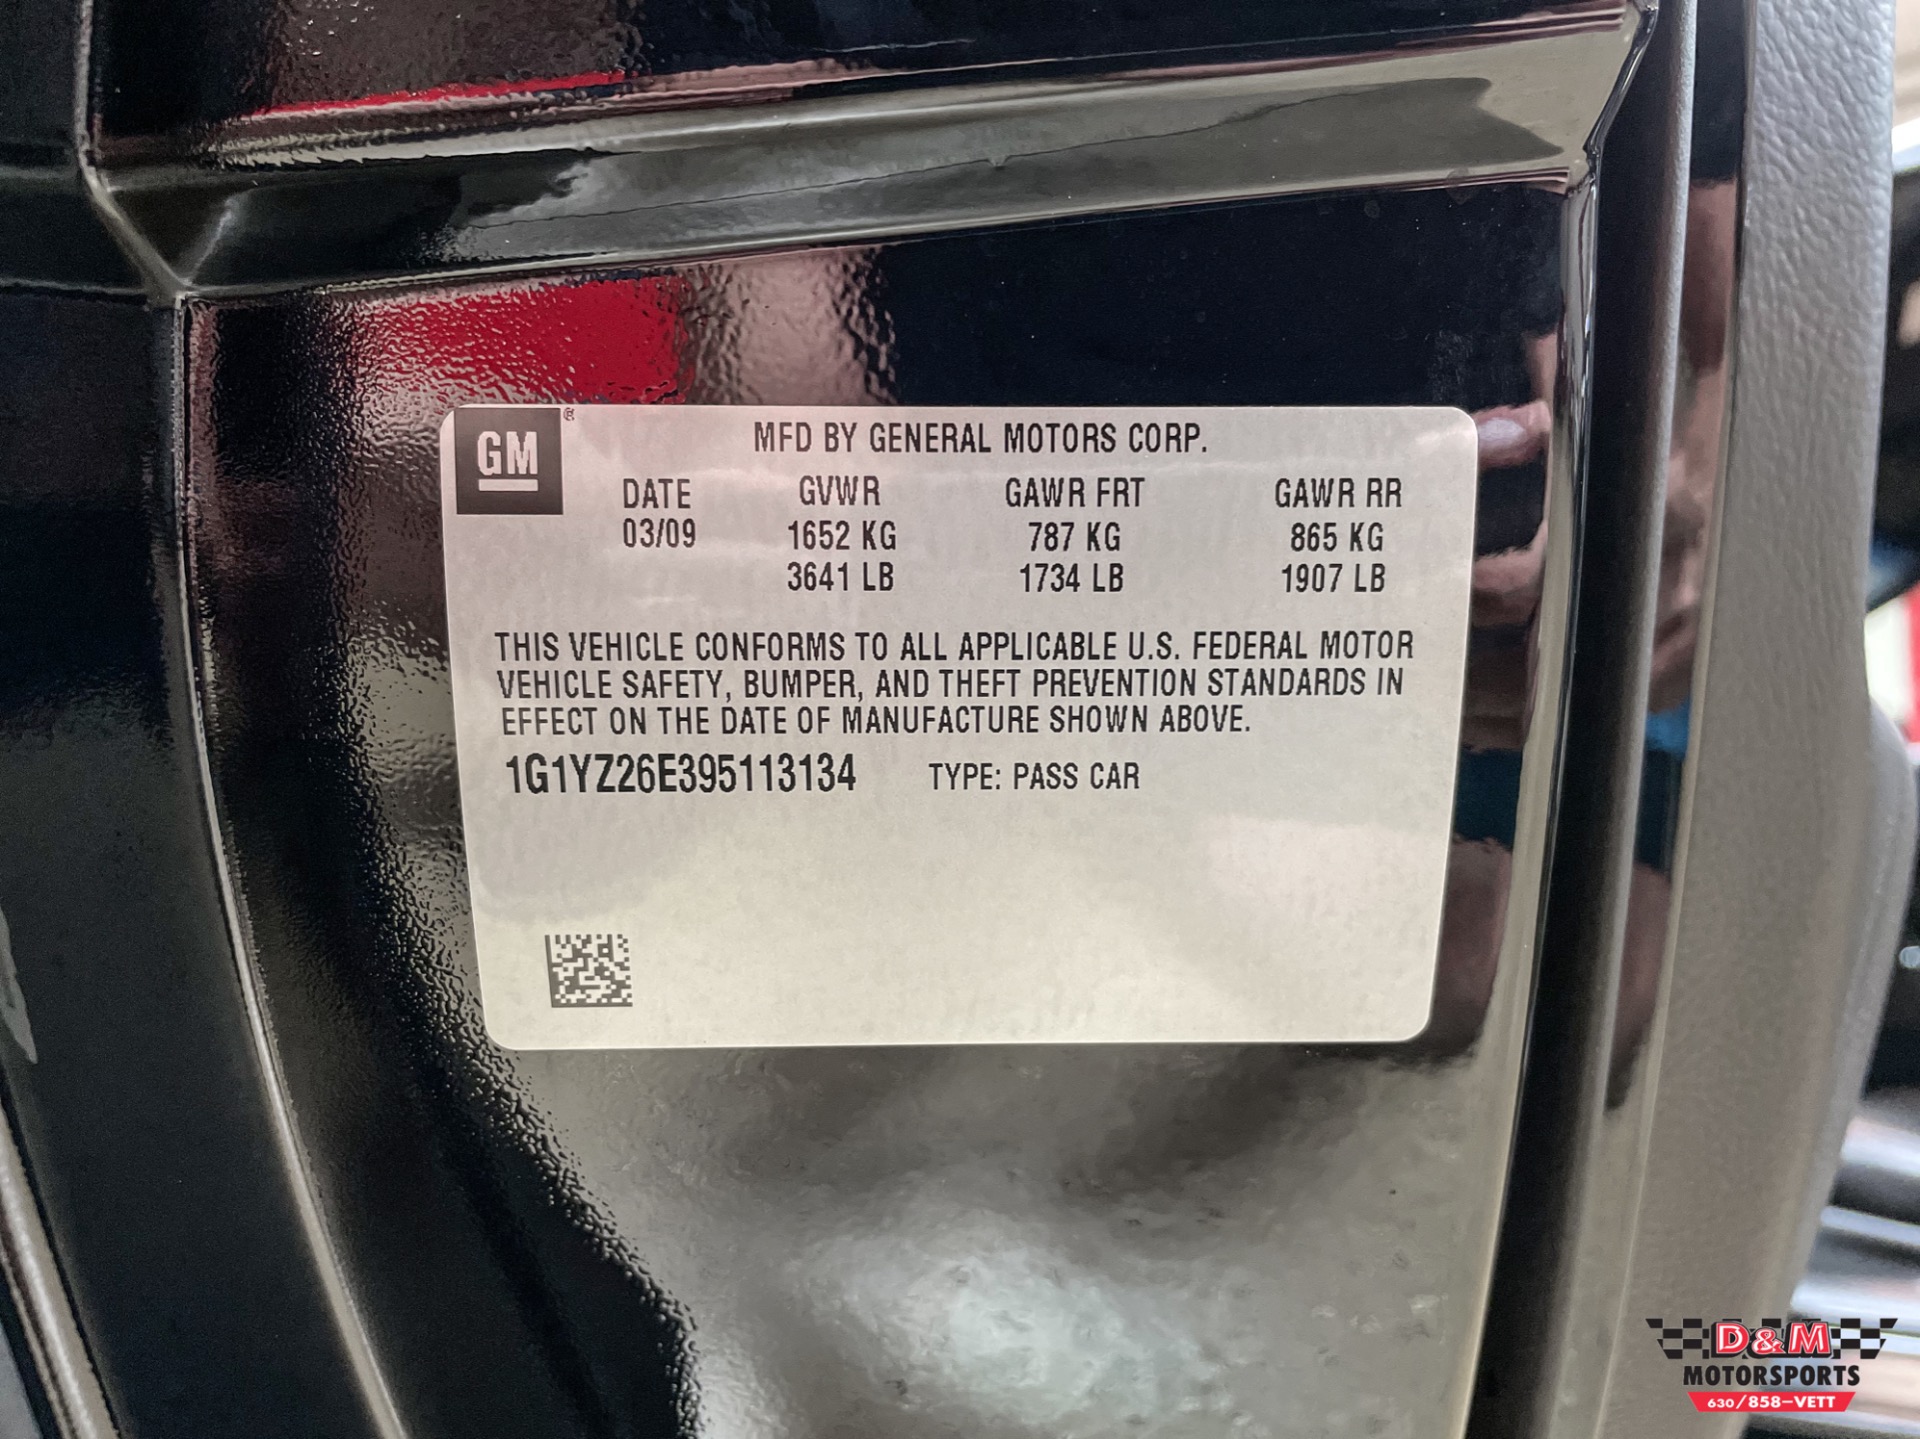 GM®
MFD BY GENERAL MOTORS CORP.
DATE GVWR GAWR FRT GAWR RR
03/09 1652 KG 787 KG 865 KG
3641 LB 1734 LB 1907 LB
THIS VEHICLE CONFORMS TO ALL APPLICABLE U.S. FEDERAL MOTOR
VEHICLE SAFETY, BUMPER, AND THEFT PREVENTION STANDARDS IN
EFFECT ON THE DATE OF MANUFACTURE SHOWN ABOVE.
1G1YZ26E395113134 TYPE: PASS CAR
D&M
MOTORSPORTS
630/858-VETT